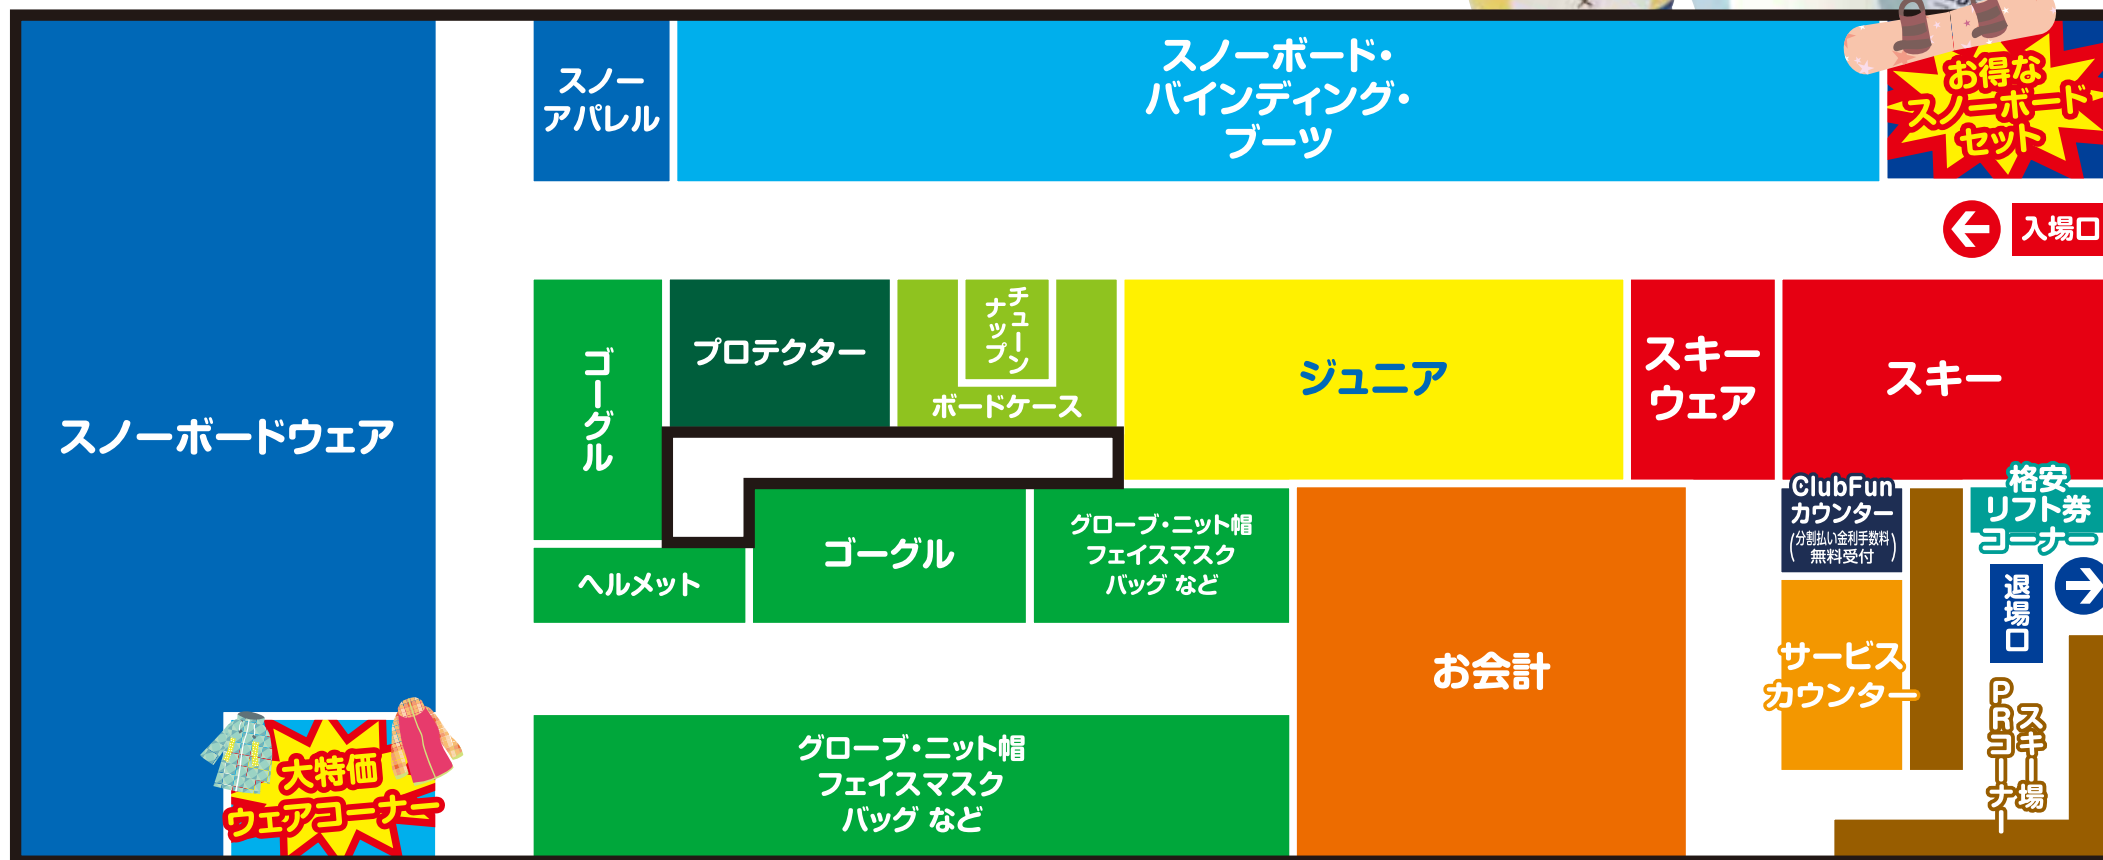 スノー
アパレル
スノーボード・
バインディング・
ブーツ
お得な
スノーボード
セット
入場口
スノーボードウェア
ゴーグル
プロテクター
チューン
ナップ
ボードケース
ジュニア
スキー
ウェア
スキー
ヘルメット
ゴーグル
グローブ・ニット帽
フェイスマスク
バッグ など
お会計
ClubFun
カウンター
(分割払い金利手数料
無料受付)
格安
リフト券
コーナー
退場口
サービス
カウンター
スキー場
PRコーナー
大特価
ウェアコーナー
グローブ・ニット帽
フェイスマスク
バッグ など